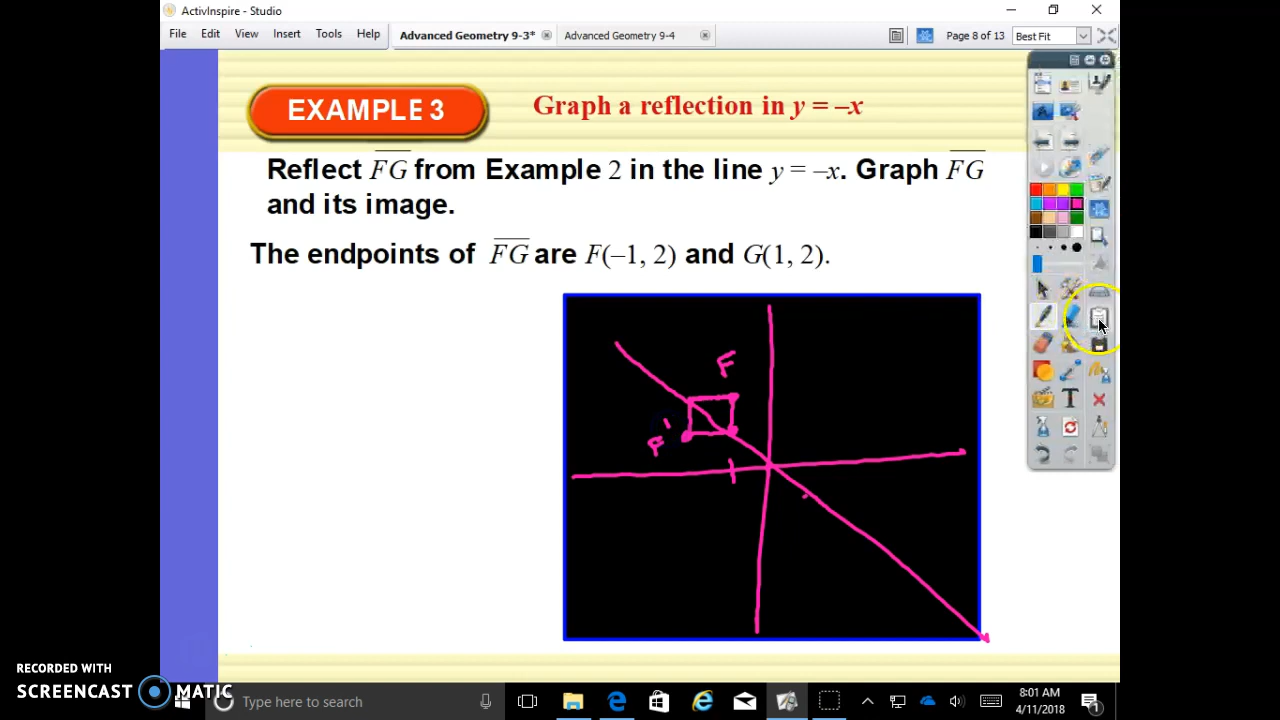 ActivInspire - Studio
File Edit View Insert Tools Help
Advanced Geometry 9-3* Advanced Geometry 9-4
Page 8 of 13 Best Fit
EXAMPLE 3
Graph a reflection in y = –x
Reflect FG from Example 2 in the line y = –x. Graph FG
and its image.
The endpoints of FG are F(–1, 2) and G(1, 2).
F
F'
T
RECORDED WITH
SCREENCAST MATIC
Type here to search
8:01 AM
4/11/2018
1